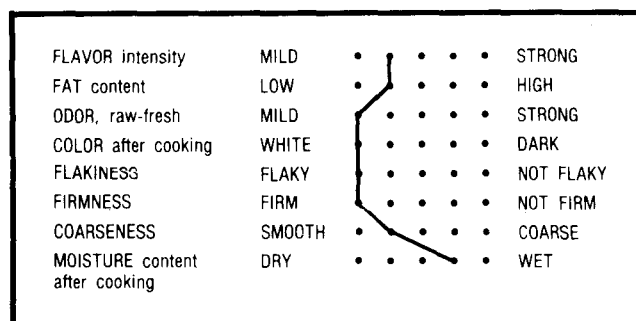 FLAVOR intensity MILD STRONG
FAT content LOW HIGH
ODOR, raw-fresh MILD STRONG
COLOR after cooking WHITE DARK
FLAKINESS FLAKY NOT FLAKY
FIRMNESS FIRM NOT FIRM
COARSENESS SMOOTH COARSE
MOISTURE content DRY WET
after cooking